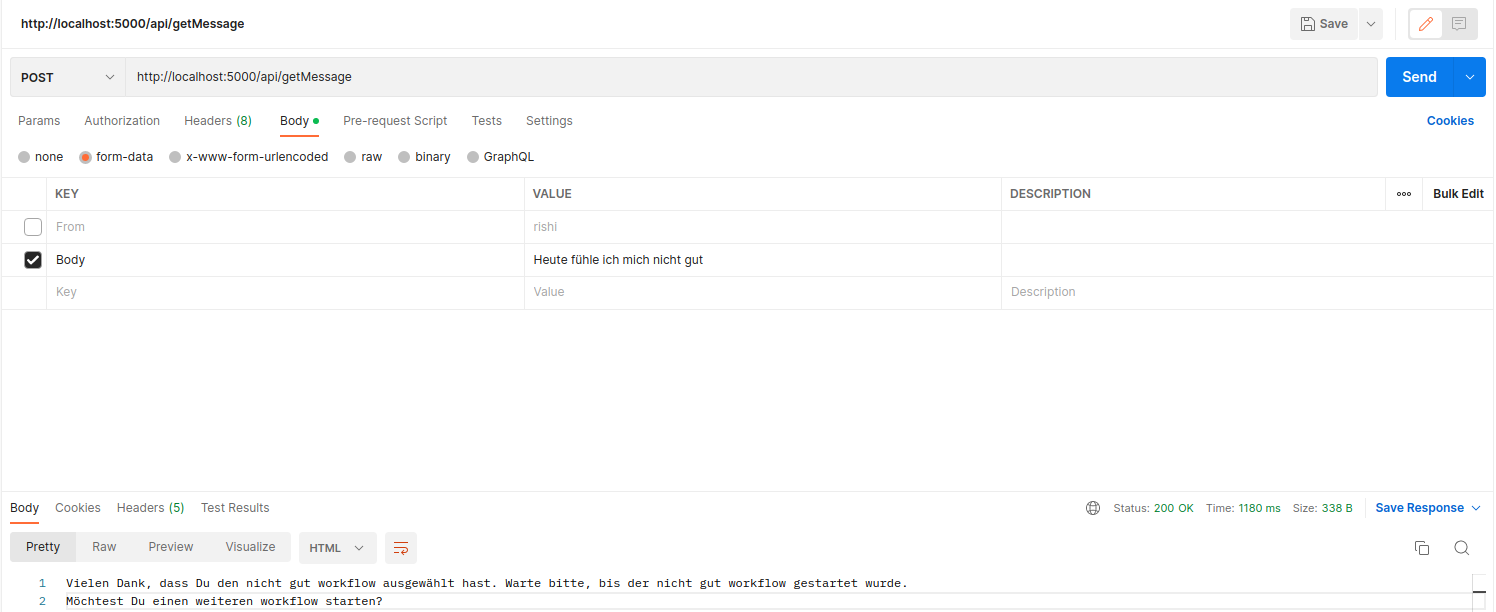 http://localhost:5000/api/getMessage Save
POST http://localhost:5000/api/getMessage Send
Params Authorization Headers (8) Body Pre-request Script Tests Settings Cookies
none form-data x-www-form-urlencoded raw binary GraphQL
KEY VALUE DESCRIPTION ooo Bulk Edit
From rishi
Body Heute fühle ich mich nicht gut
Key Value Description
Body Cookies Headers (5) Test Results Status: 200 OK Time: 1180 ms Size: 338 B Save Response
Pretty Raw Preview Visualize HTML
1 Vielen Dank, dass Du den nicht gut workflow ausgewählt hast. Warte bitte, bis der nicht gut workflow gestartet wurde.
2 Möchtest Du einen weiteren workflow starten?